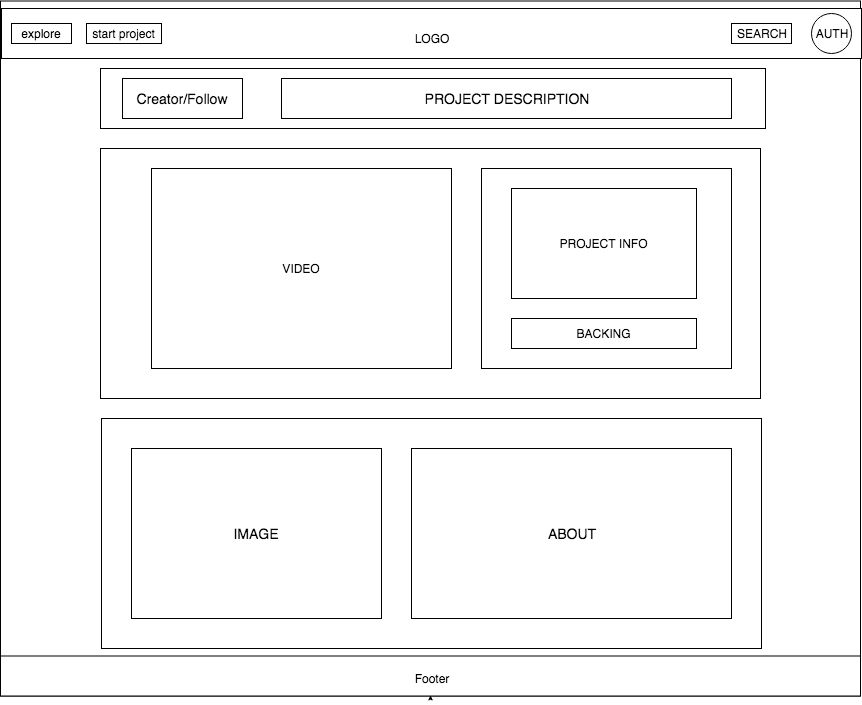 explore
start project
LOGO
SEARCH
AUTH
Creator/Follow
PROJECT DESCRIPTION
VIDEO
PROJECT INFO
BACKING
IMAGE
ABOUT
Footer